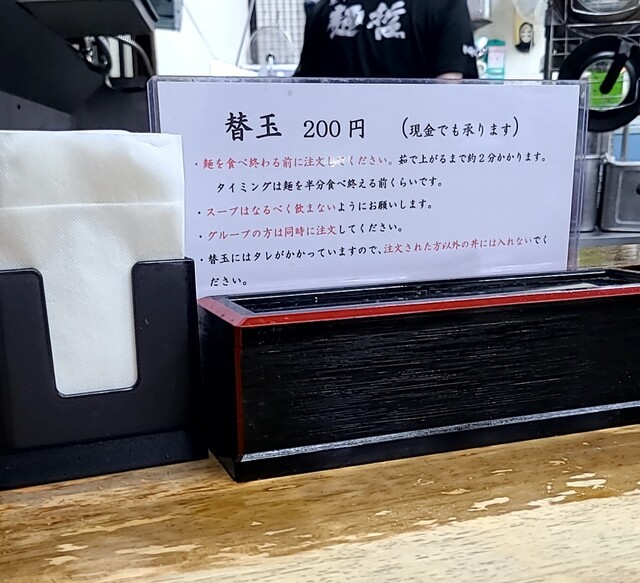 麺哲
替玉 200円 (現金でも承ります)
・麺を食べ終わる前に注文してください。茹で上がるまで約2分かかります。
タイミングは麺を半分食べ終える前くらいです。
・スープはなるべく飲まないようにお願いします。
・グループの方は同時に注文してください。
・替玉にはタレがかかっていますので、注文された方以外の丼には入れないでく
ださい。